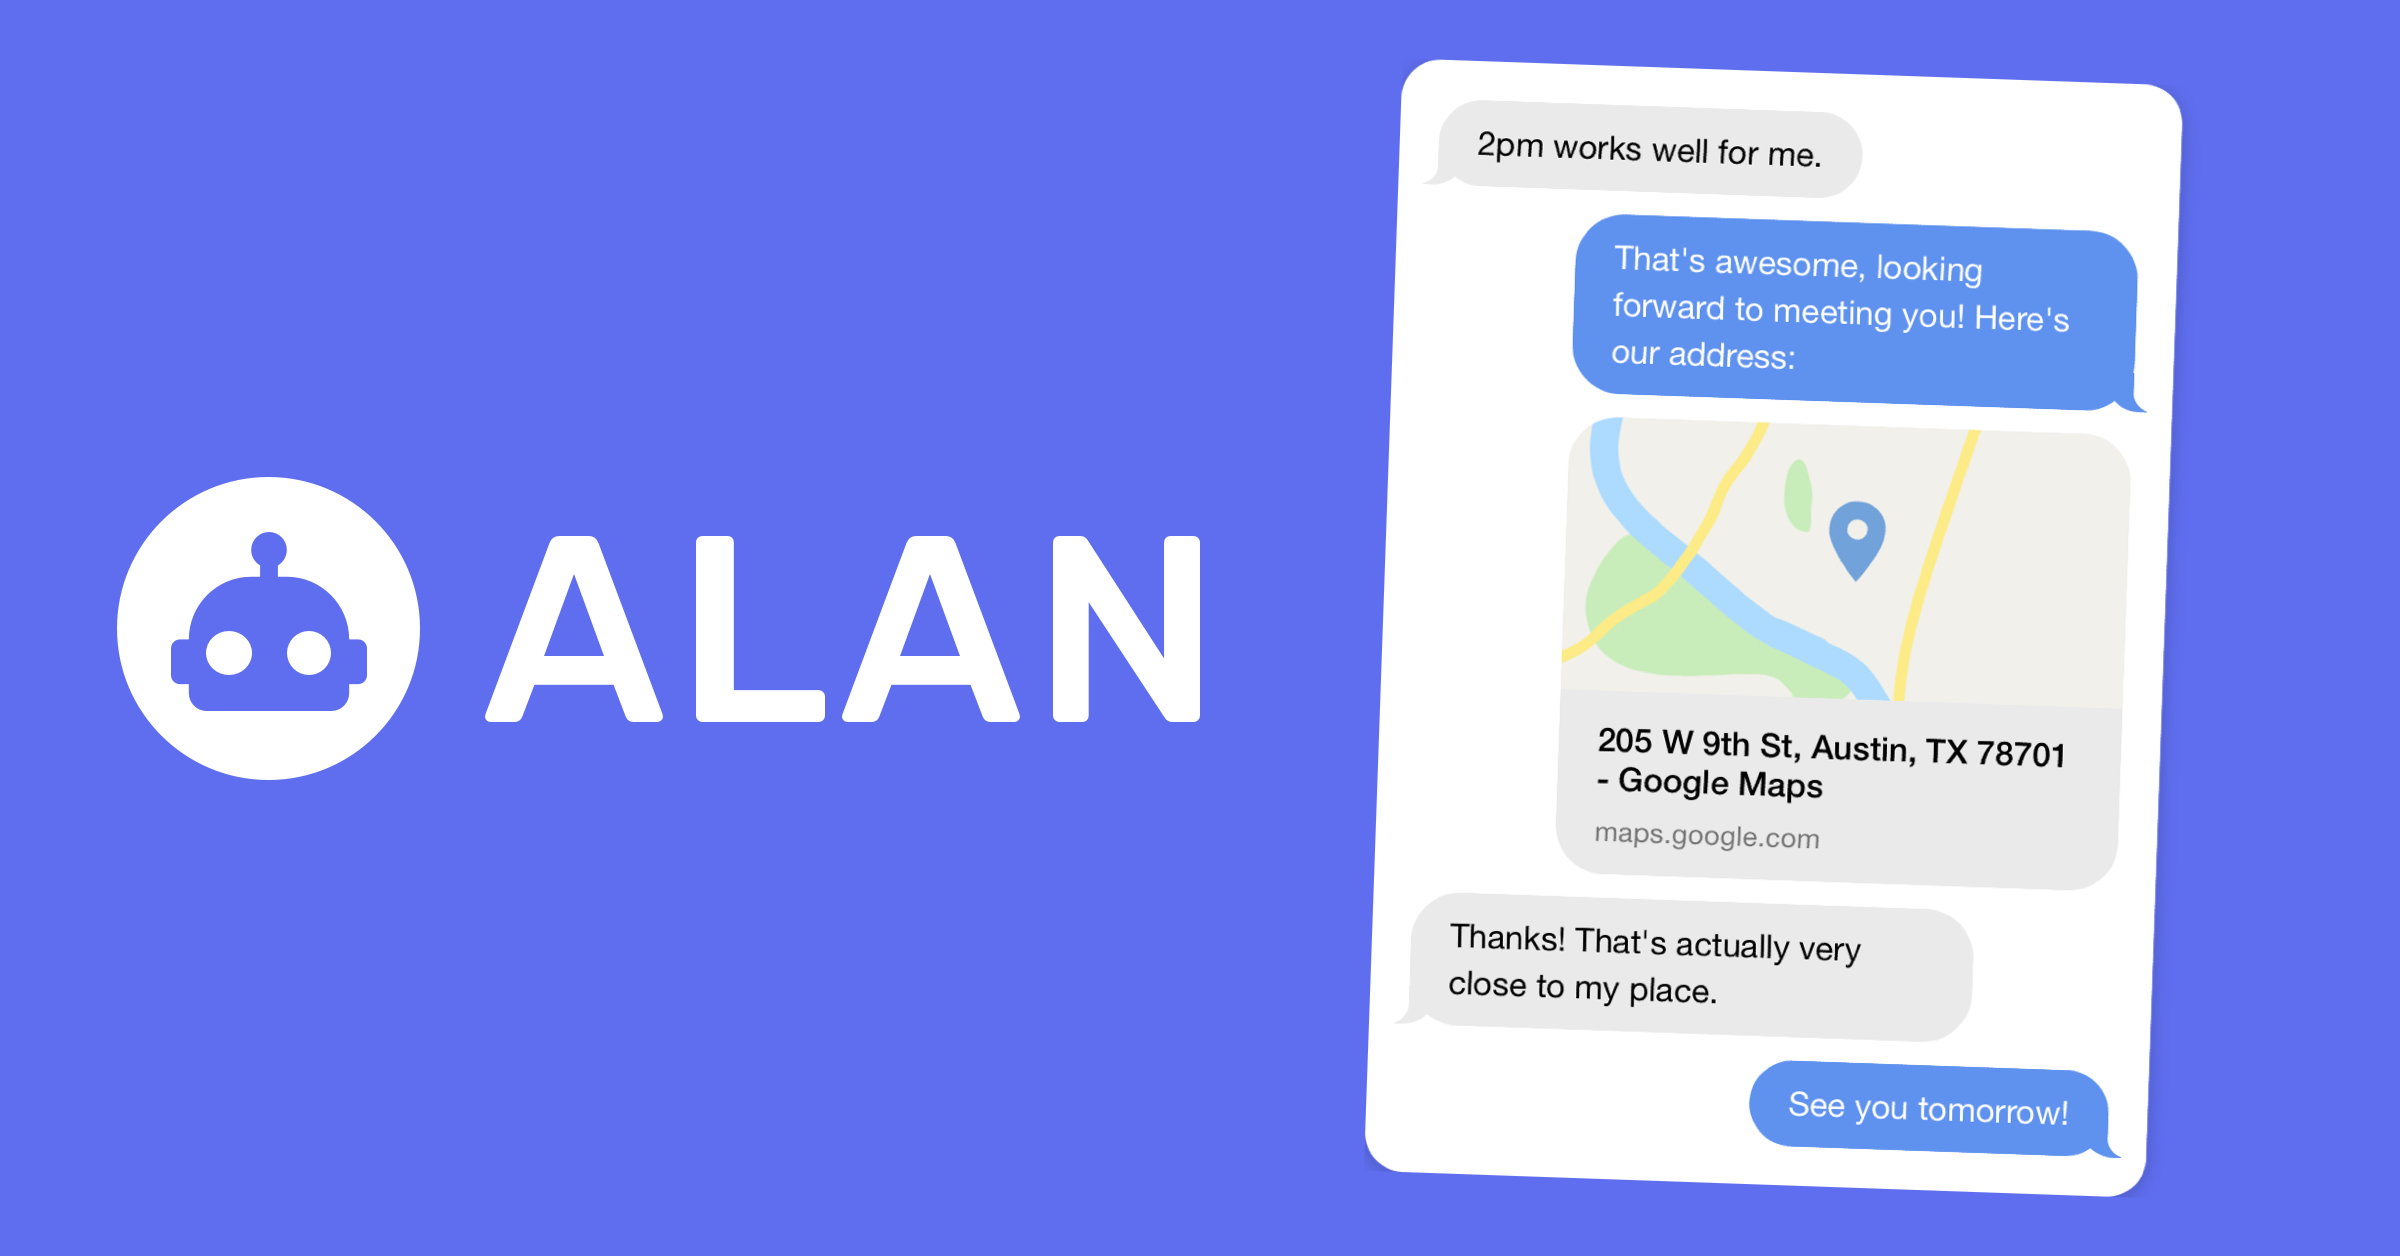 ALAN
2pm works well for me.
That's awesome, looking
forward to meeting you! Here's
our address:
205 W 9th St, Austin, TX 78701
- Google Maps
maps.google.com
Thanks! That's actually very
close to my place.
See you tomorrow!